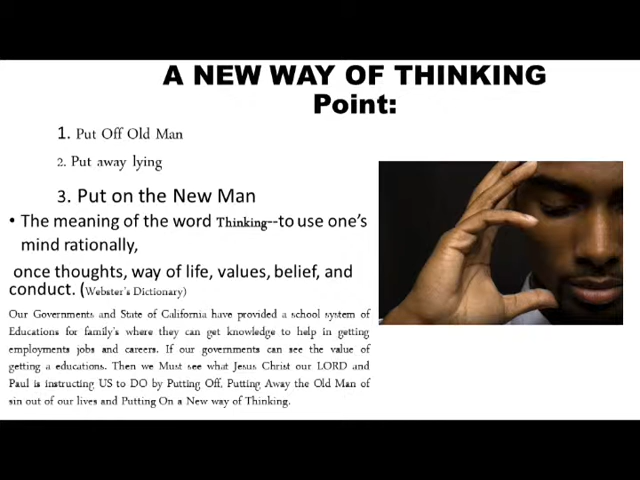 A NEW WAY OF THINKING
Point:
1. Put Off Old Man
2. Put away lying
3. Put on the New Man
• The meaning of the word Thinking--to use one's
mind rationally,
once thoughts, way of life, values, belief, and
conduct. (Webster's Dictionary)
Our Governments and State of California have provided a school system of
Educations for family's where they can get knowledge to help in getting
employments jobs and careers. If our governments can see the value of
getting a educations. Then we Must see what Jesus Christ our LORD and
Paul is instructing US to DO by Putting Off, Putting Away the Old Man of
sin out of our lives and Putting On a New way of Thinking.